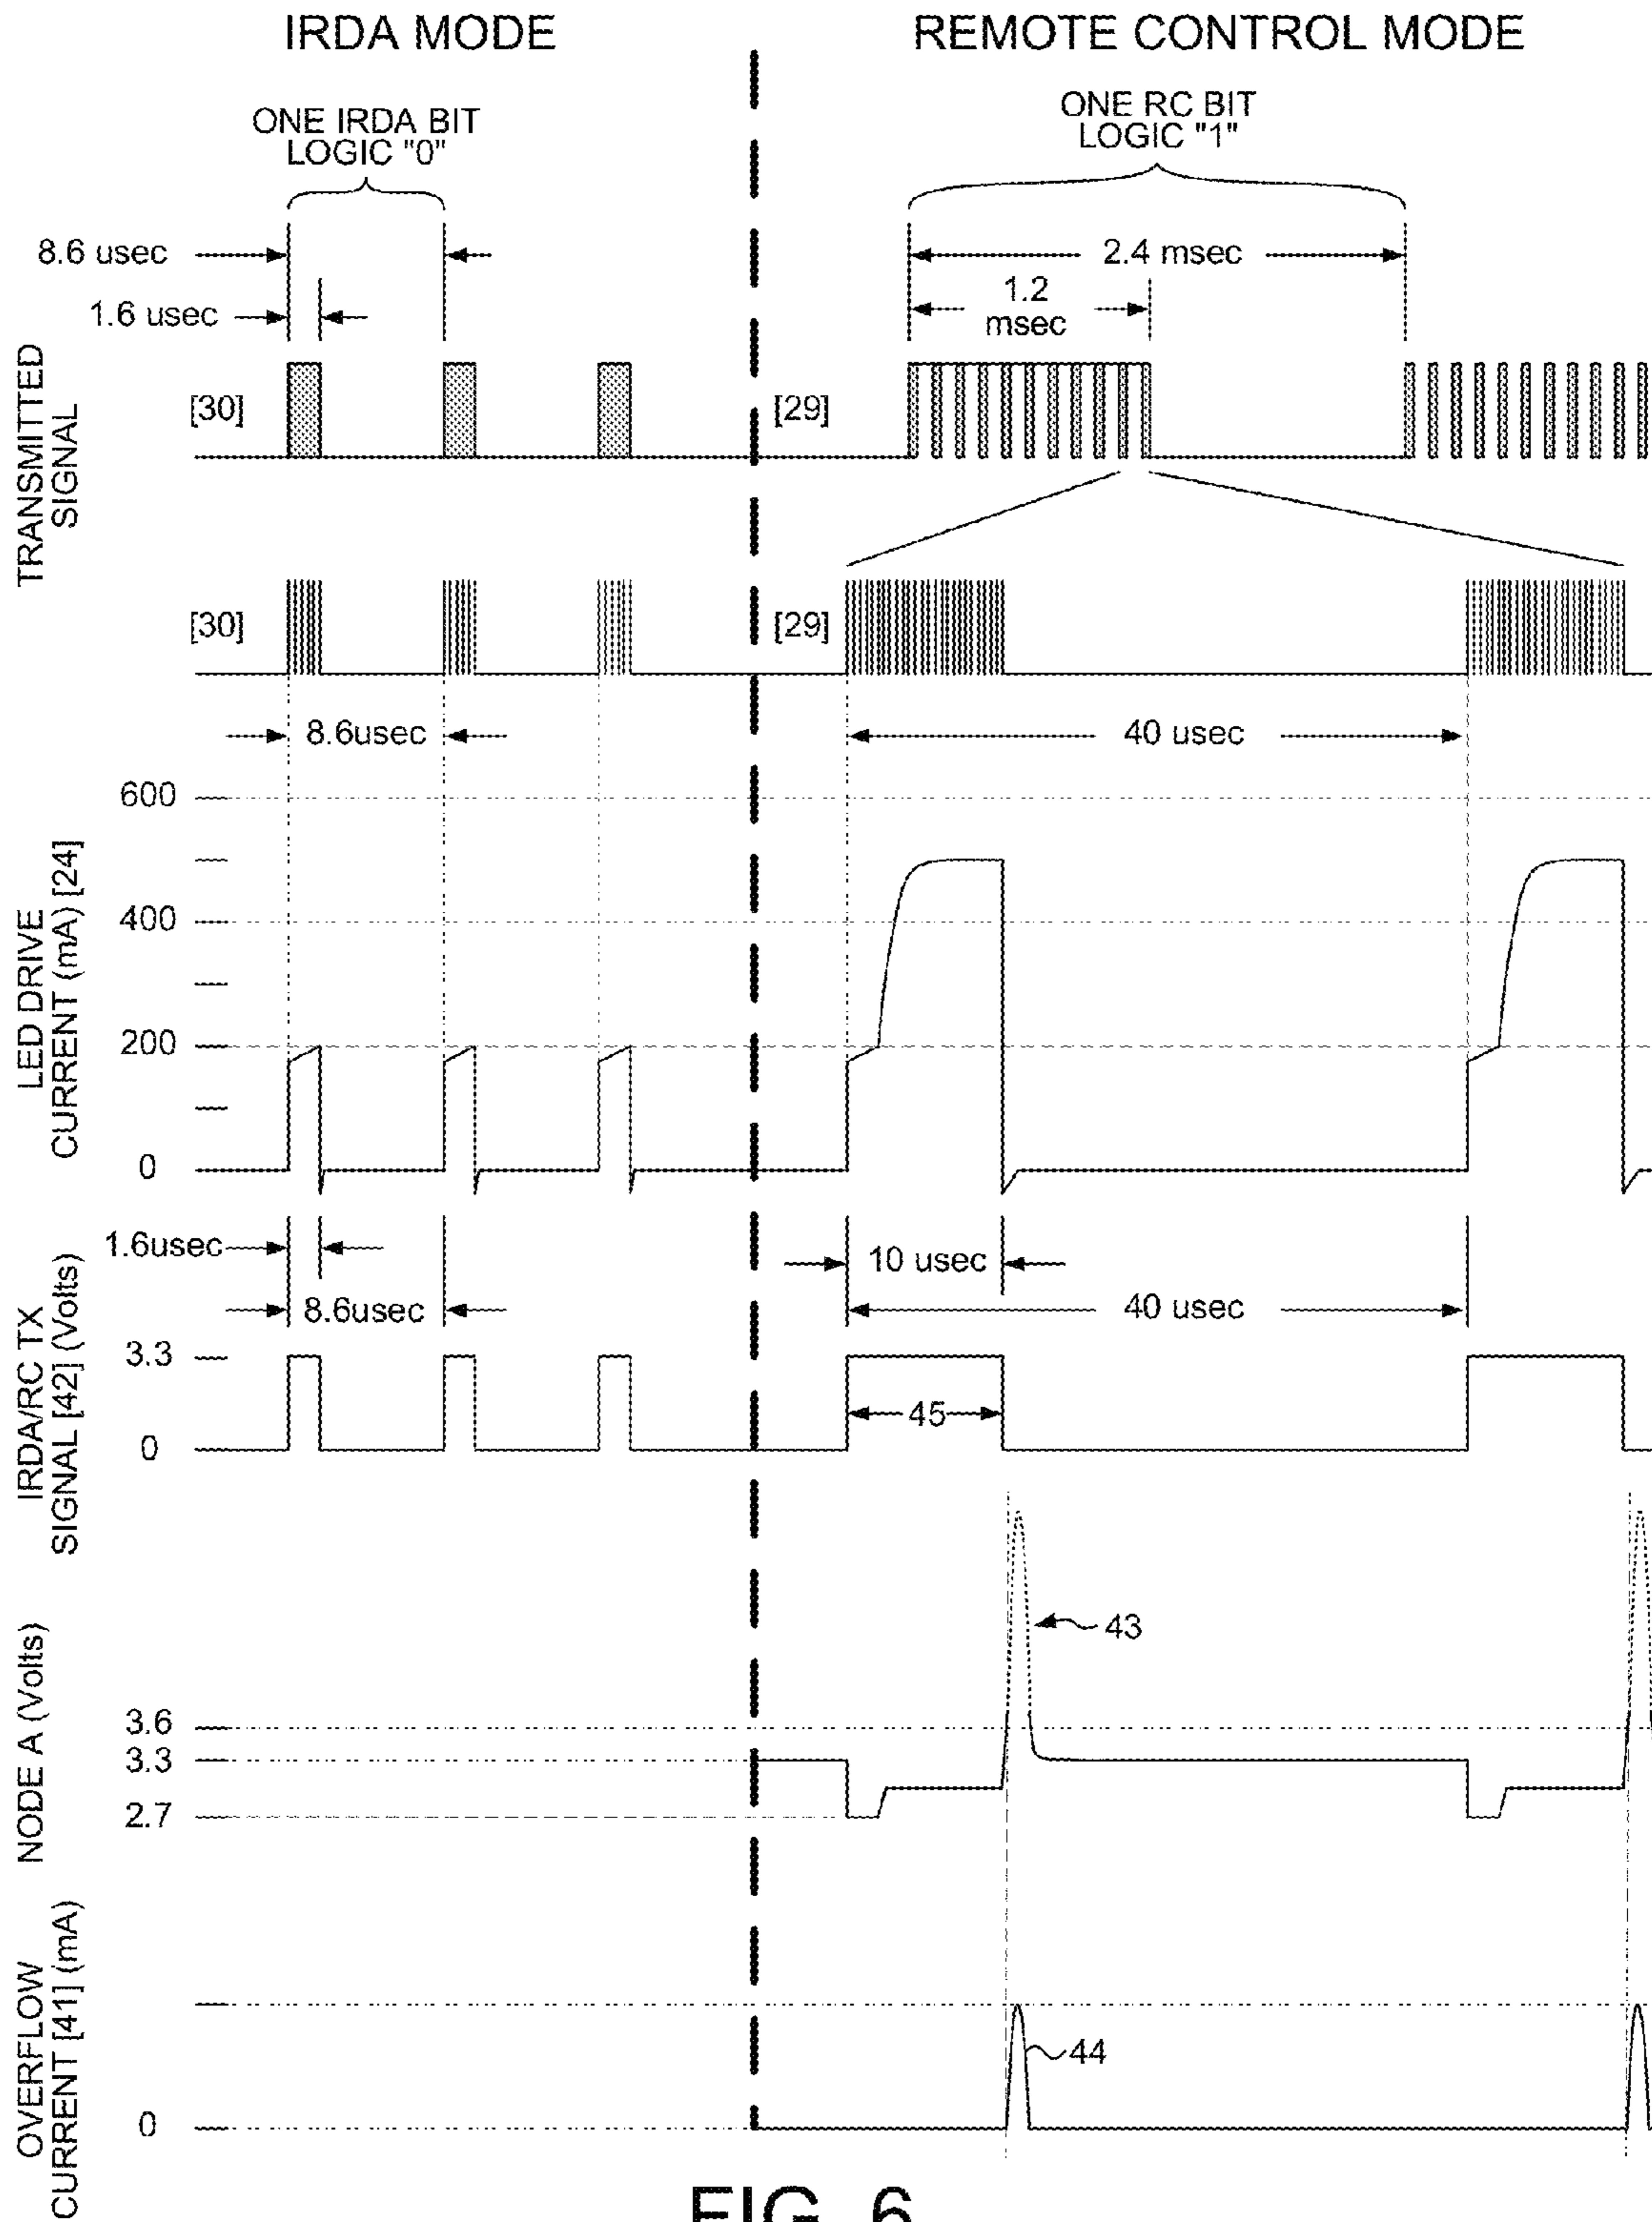 IRDA MODE
REMOTE CONTROL MODE
ONE IRDA BIT
LOGIC "0"
ONE RC BIT
LOGIC "1"
8.6 usec
2.4 msec
1.6 usec
1.2
msec
TRANSMITTED
SIGNAL
[30]
[29]
[30]
[29]
8.6usec
40 usec
LED DRIVE
CURRENT (mA) [24]
600
400
200
0
1.6usec
10 usec
8.6usec
40 usec
IRDA/RC TX
SIGNAL [42] (Volts)
3.3
45
0
NODE A (Volts)
43
3.6
3.3
2.7
OVERFLOW
CURRENT [41] (mA)
44
0
FIG. 6